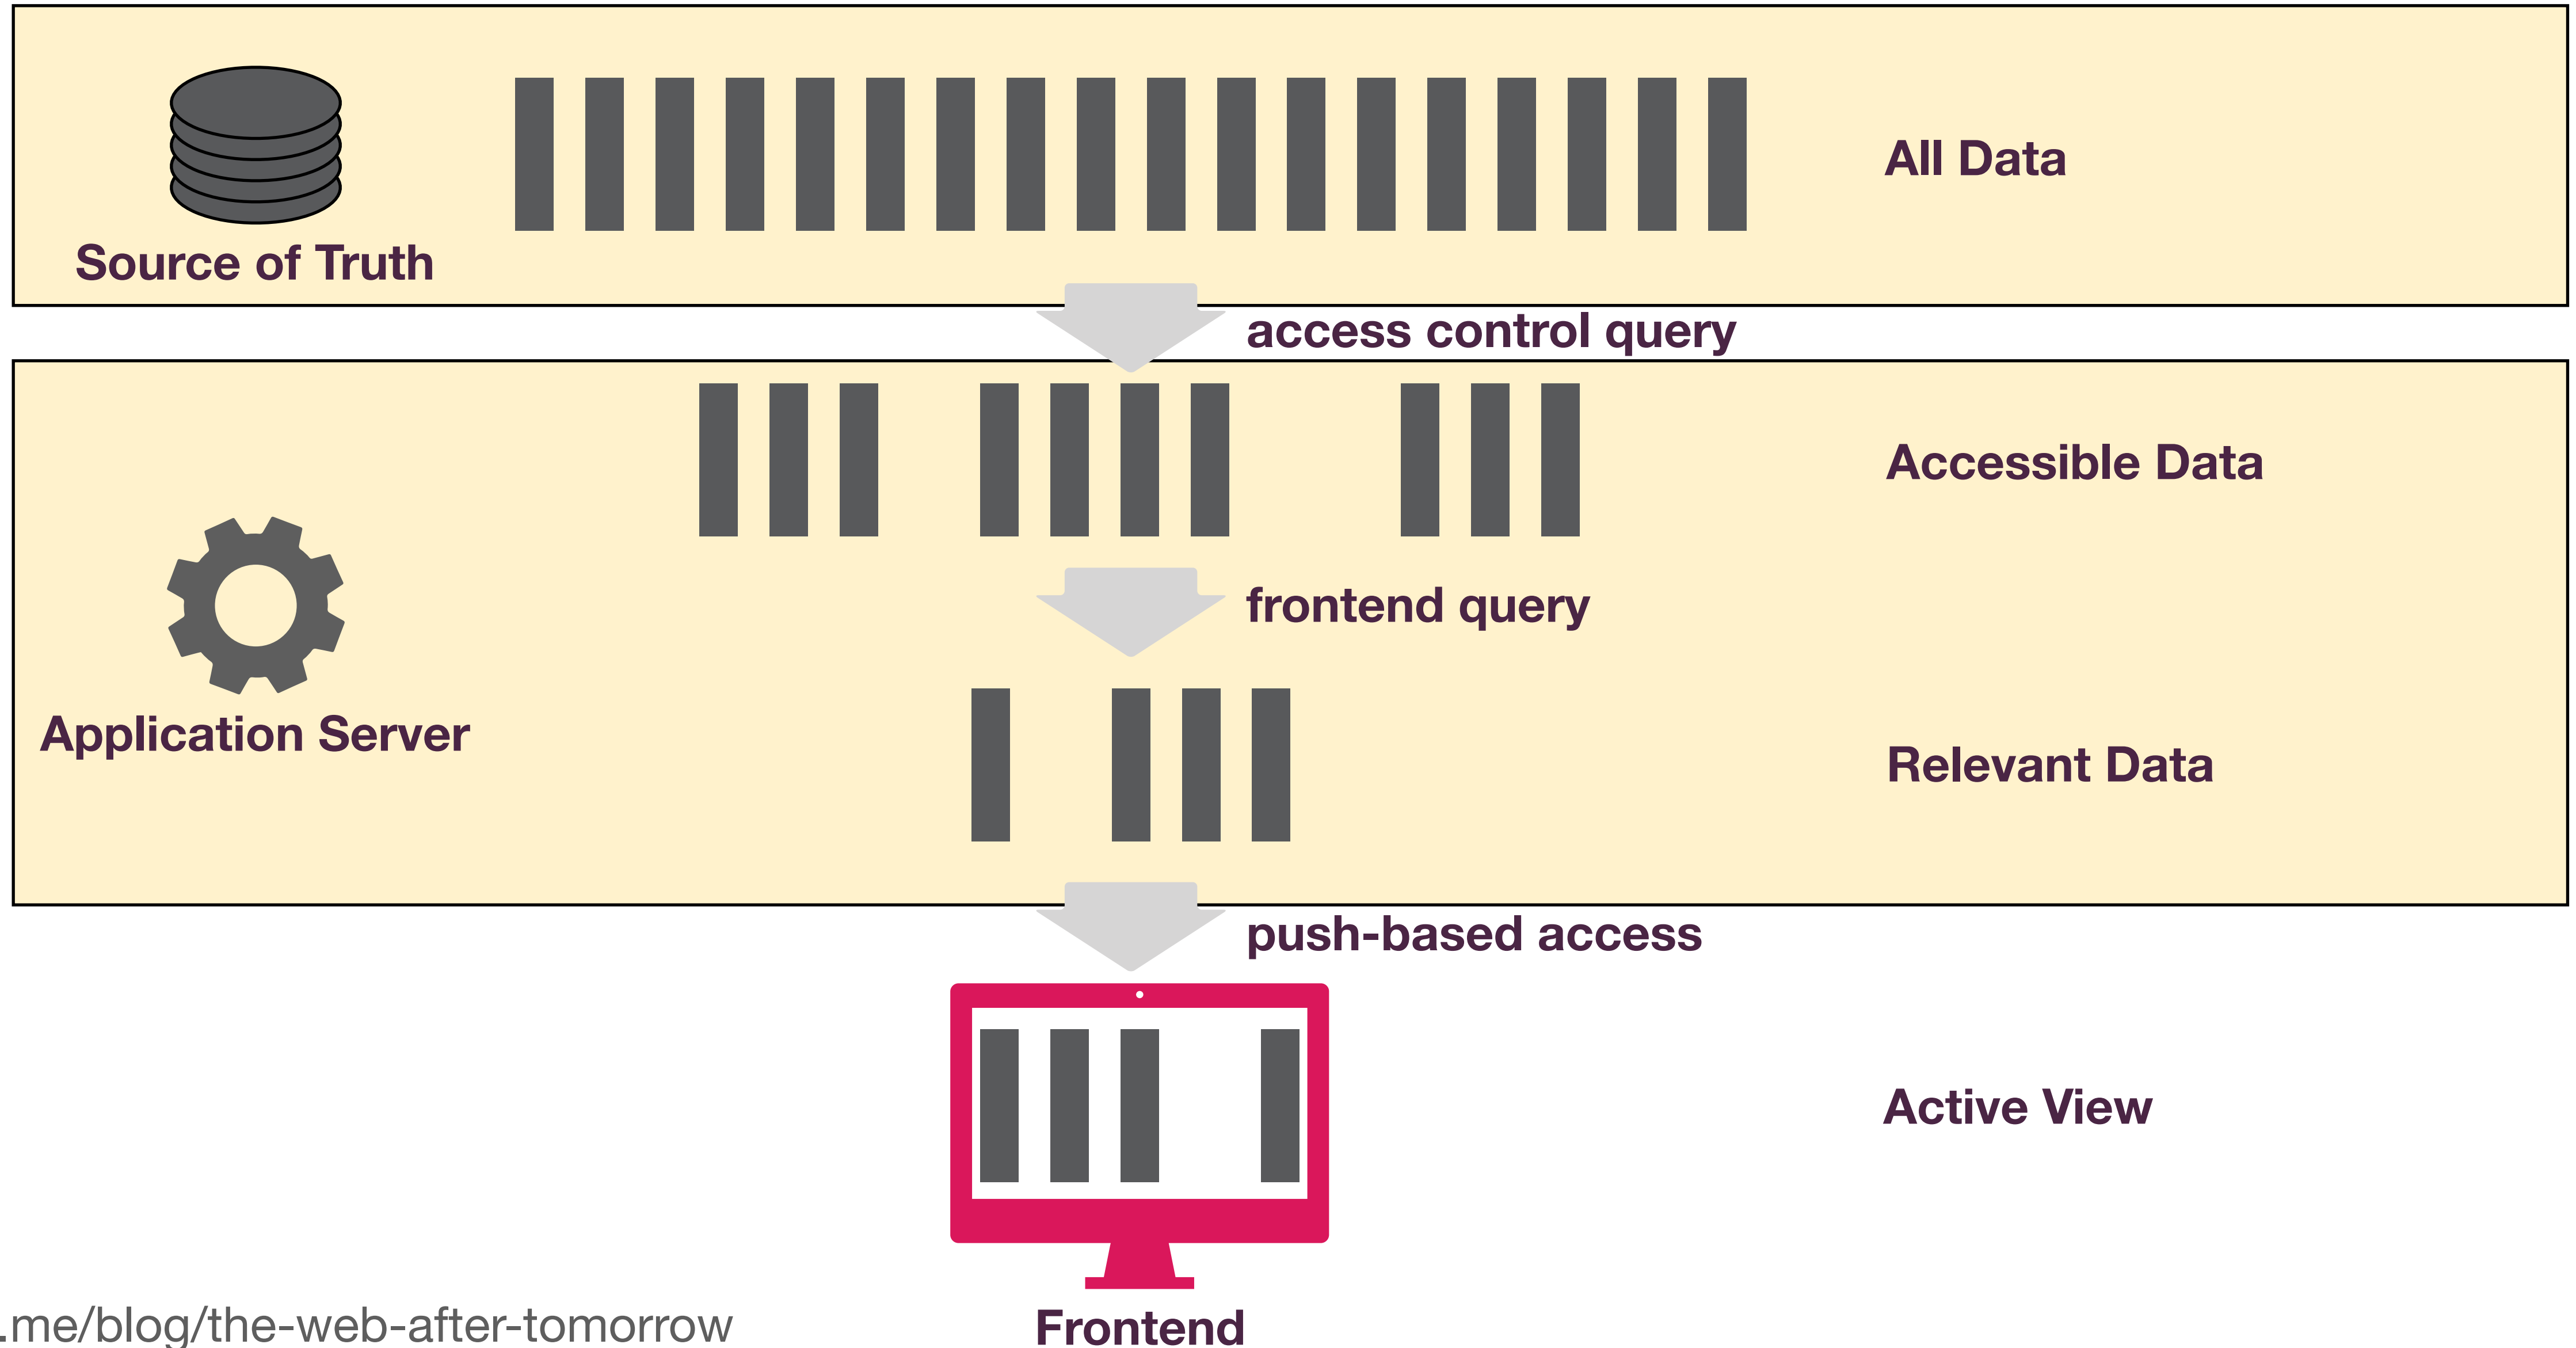 All Data
Source of Truth
access control query
Accessible Data
frontend query
Application Server
Relevant Data
push-based access
Active View
.me/blog/the-web-after-tomorrow
Frontend